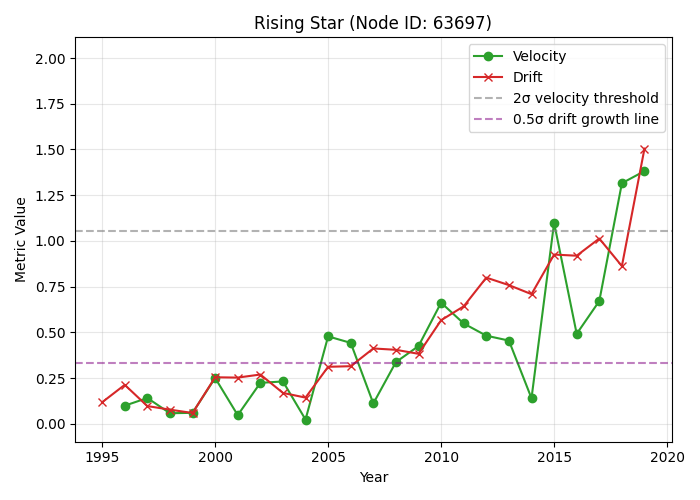 Rising Star (Node ID: 63697)
Velocity
Drift
2σ velocity threshold
0.5σ drift growth line
Metric Value
2.00
1.75
1.50
1.25
1.00
0.75
0.50
0.25
0.00
1995
2000
2005
2010
2015
2020
Year